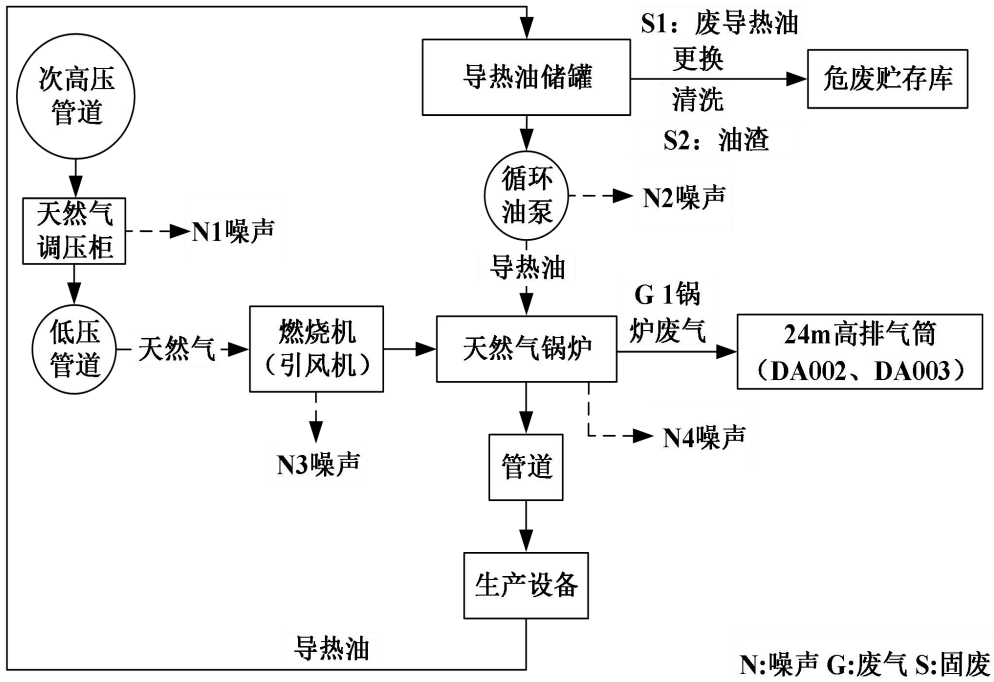 S1：废导热油
更换
清洗
S2：油渣
导热油储罐
危废贮存库
次高压
管道
循环
油泵
N2噪声
天然气
调压柜
N1噪声
导热油
G 1锅
炉废气
低压
管道
天然气
燃烧机
（引风机）
天然气锅炉
24m高排气筒
（DA002、DA003）
N3噪声
N4噪声
管道
生产设备
导热油
N:噪声 G:废气 S:固废